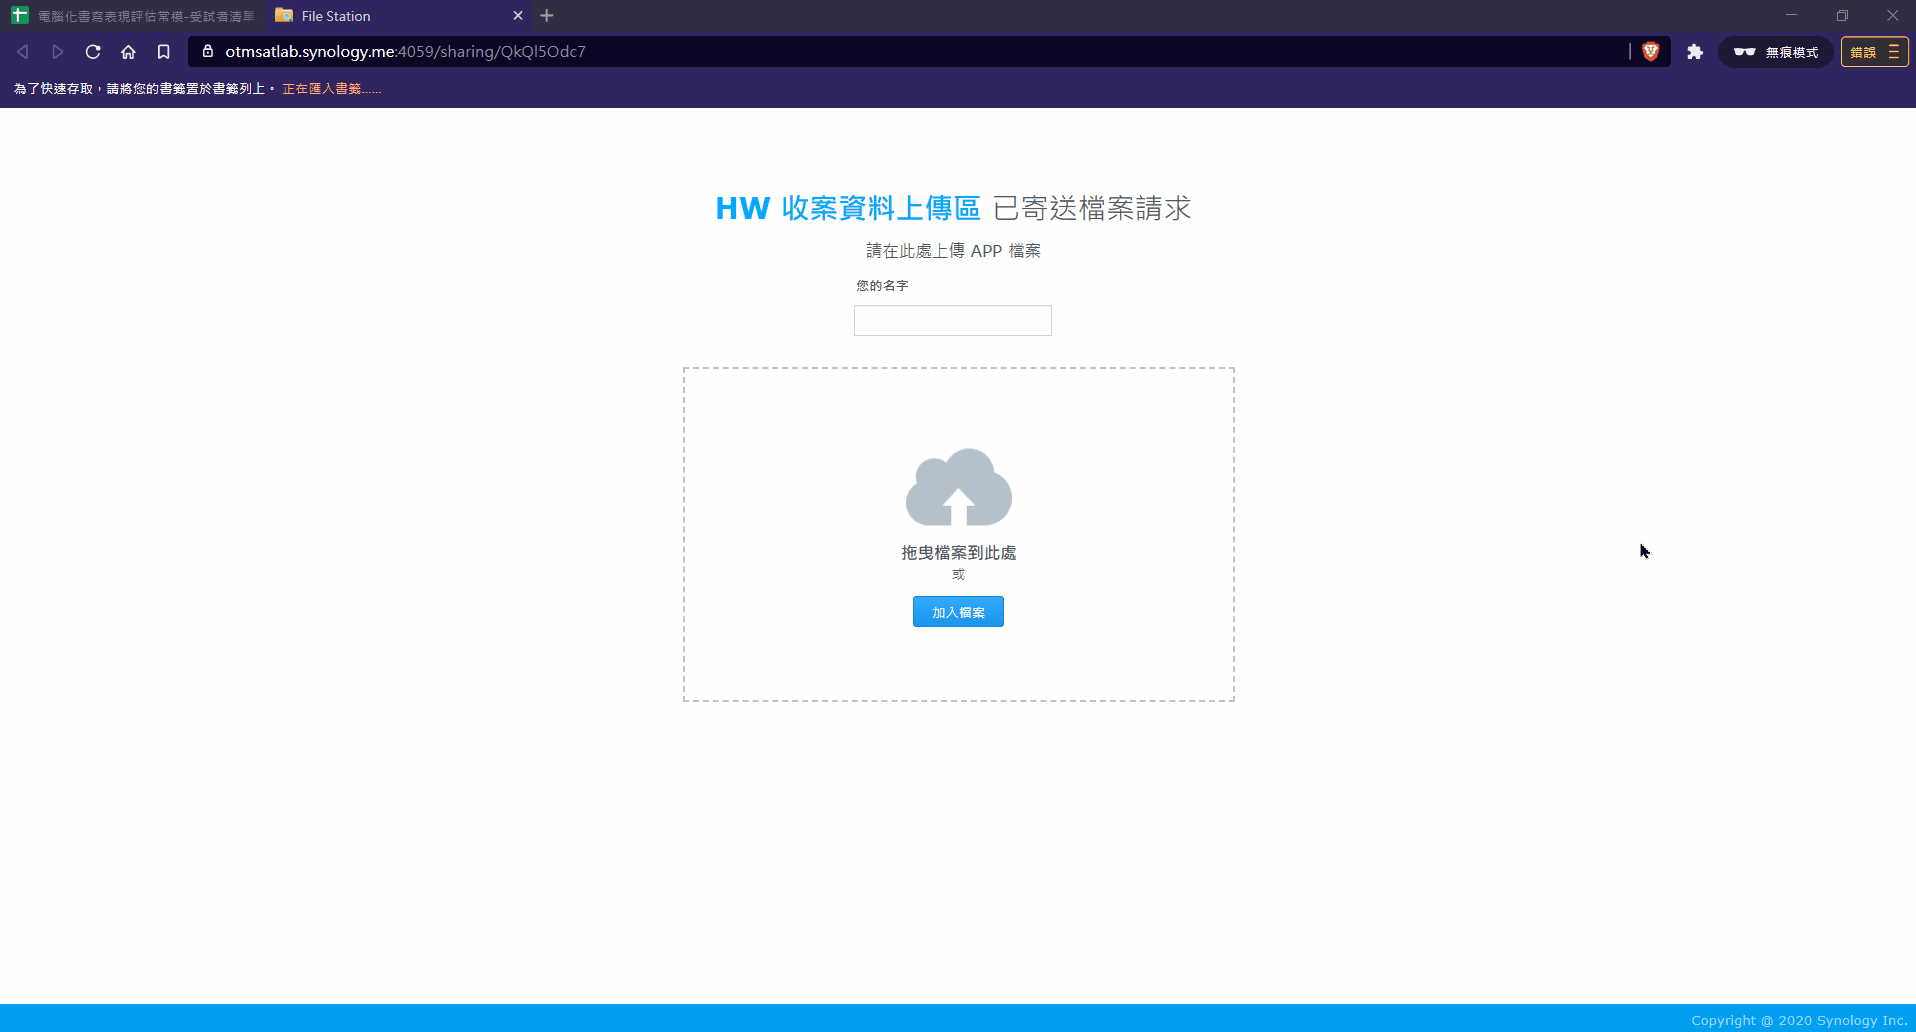 電腦化書寫表現評估常模-受試者清單
File Station
otmsatlab.synology.me:4059/sharing/QkQl5Odc7
無痕模式
錯誤
為了快速存取，請將您的書籤置於書籤列上。 正在匯入書籤......
HW 收案資料上傳區 已寄送檔案請求
請在此處上傳 APP 檔案
您的名字
拖曳檔案到此處
或
加入檔案
Copyright @ 2020 Synology Inc.